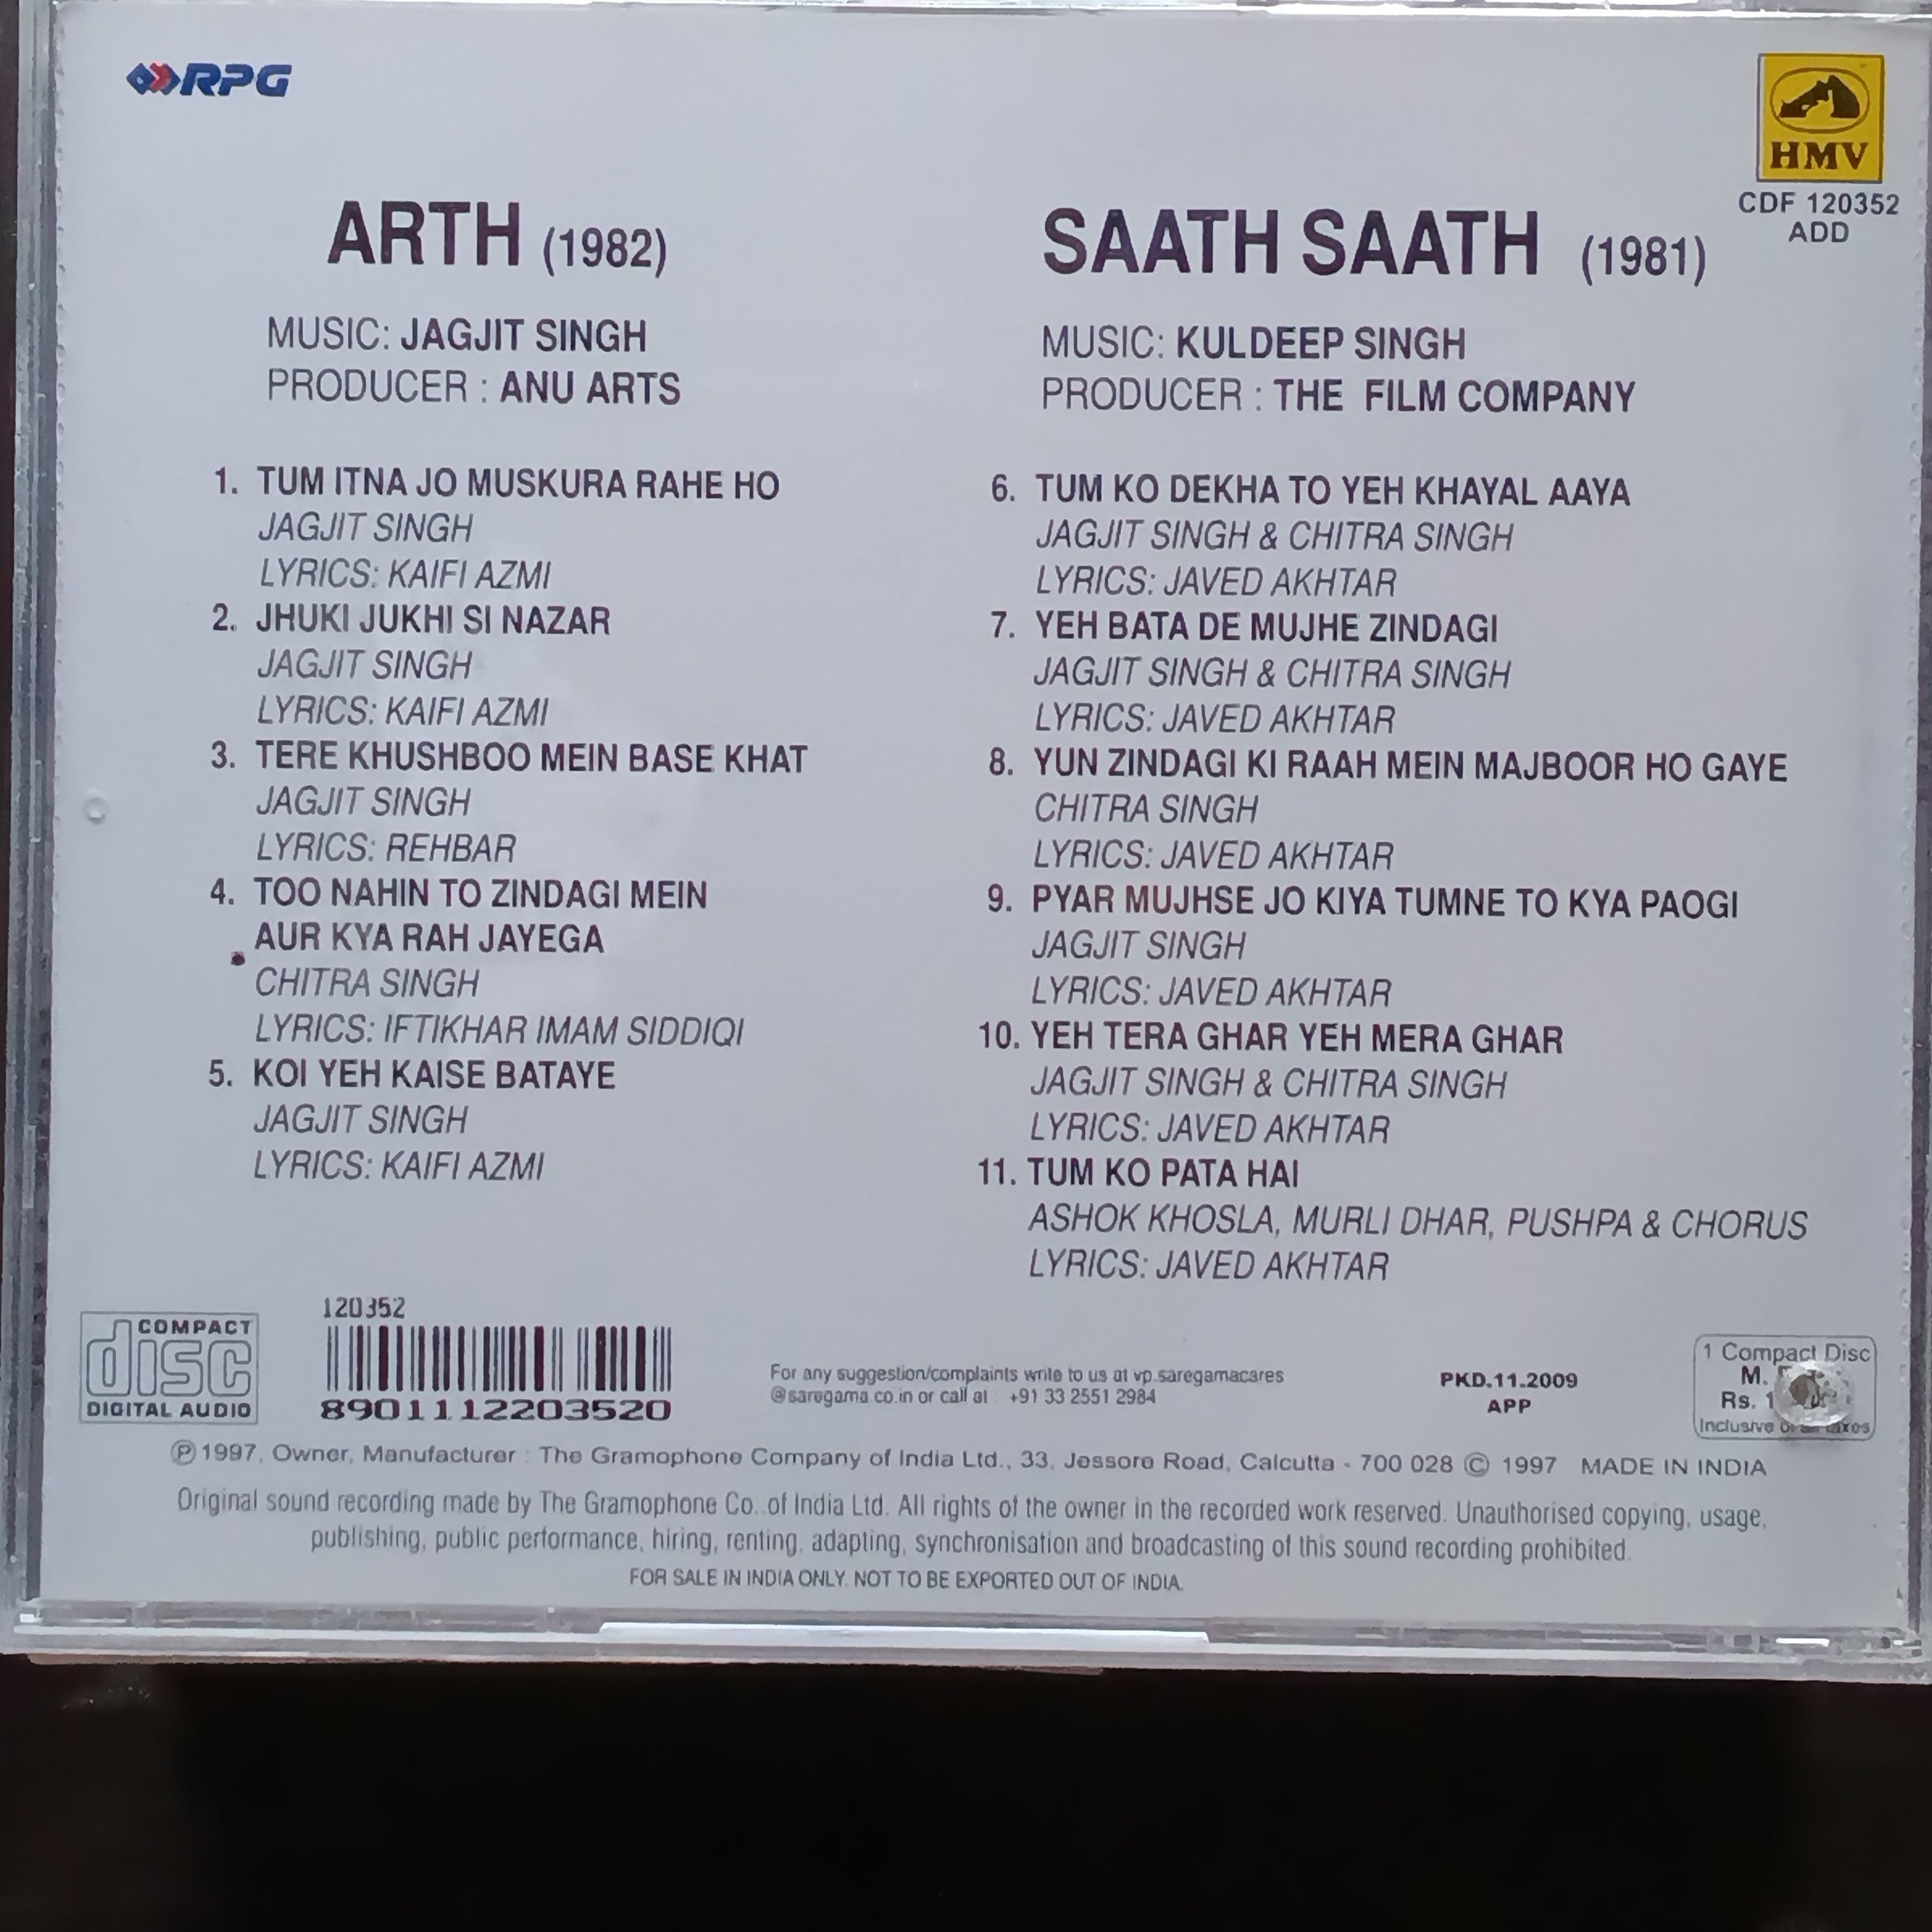 RPG
HMV
CDF 120352
ADD
ARTH (1982)
MUSIC: JAGJIT SINGH
PRODUCER : ANU ARTS
1. TUM ITNA JO MUSKURA RAHE HO
JAGJIT SINGH
LYRICS: KAIFI AZMI
2. JHUKI JUKHI SI NAZAR
JAGJIT SINGH
LYRICS: KAIFI AZMI
3. TERE KHUSHBOO MEIN BASE KHAT
JAGJIT SINGH
LYRICS: REHBAR
4. TOO NAHIN TO ZINDAGI MEIN
AUR KYA RAH JAYEGA
CHITRA SINGH
LYRICS: IFTIKHAR IMAM SIDDIQI
5. KOI YEH KAISE BATAYE
JAGJIT SINGH
LYRICS: KAIFI AZMI
SAATH SAATH (1981)
MUSIC: KULDEEP SINGH
PRODUCER : THE FILM COMPANY
6. TUM KO DEKHA TO YEH KHAYAL AAYA
JAGJIT SINGH & CHITRA SINGH
LYRICS: JAVED AKHTAR
7. YEH BATA DE MUJHE ZINDAGI
JAGJIT SINGH & CHITRA SINGH
LYRICS: JAVED AKHTAR
8. YUN ZINDAGI KI RAAH MEIN MAJBOOR HO GAYE
CHITRA SINGH
LYRICS: JAVED AKHTAR
9. PYAR MUJHSE JO KIYA TUMNE TO KYA PAOGI
JAGJIT SINGH
LYRICS: JAVED AKHTAR
10. YEH TERA GHAR YEH MERA GHAR
JAGJIT SINGH & CHITRA SINGH
LYRICS: JAVED AKHTAR
11. TUM KO PATA HAI
ASHOK KHOSLA, MURLI DHAR, PUSHPA & CHORUS
LYRICS: JAVED AKHTAR
COMPACT
disc
DIGITAL AUDIO
120352
8901112203520
For any suggestion/complaints write to us at vp.saregamacares
@saregama.co.in or call at : +91 33 2551 2984
PKD.11.2009
APP
1 Compact Disc
M.
Rs. 1
Inclusive
℗ 1997, Owner, Manufacturer : The Gramophone Company of India Ltd., 33, Jessore Road, Calcutta - 700 028 © 1997 MADE IN INDIA
Original sound recording made by The Gramophone Co. of India Ltd. All rights of the owner in the recorded work reserved. Unauthorised copying, usage,
publishing, public performance, hiring, renting, adapting, synchronisation and broadcasting of this sound recording prohibited.
FOR SALE IN INDIA ONLY. NOT TO BE EXPORTED OUT OF INDIA.